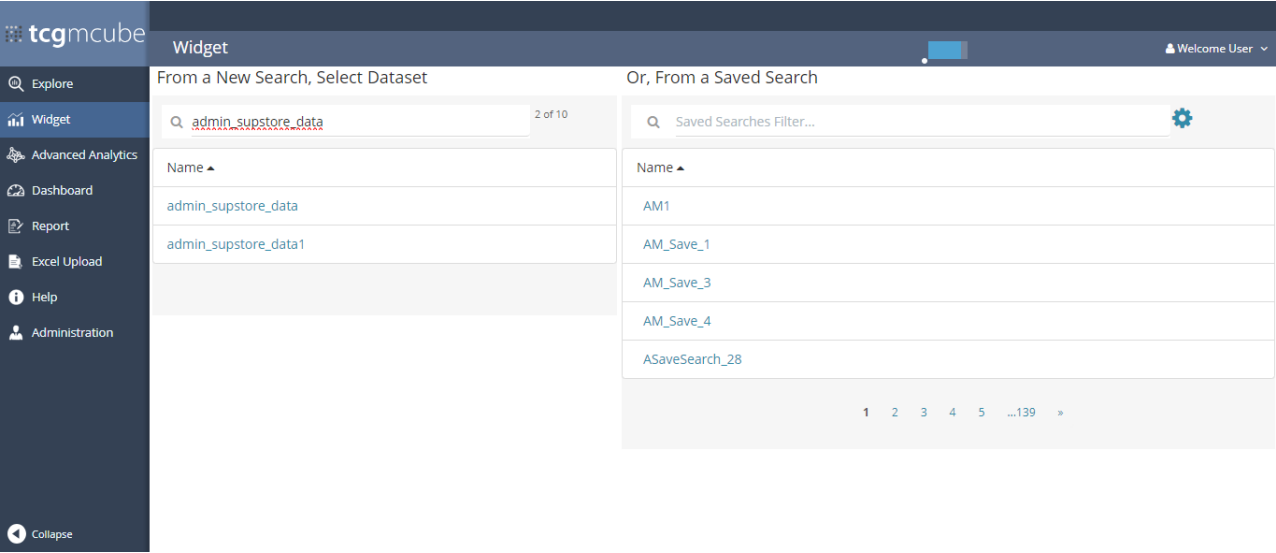 tcgmcube
Widget
Welcome User
Explore
Widget
Advanced Analytics
Dashboard
Report
Excel Upload
Help
Administration
Collapse
From a New Search, Select Dataset
admin_supstore_data
2 of 10
Name
admin_supstore_data
admin_supstore_data1
Or, From a Saved Search
Saved Searches Filter...
Name
AM1
AM_Save_1
AM_Save_3
AM_Save_4
ASaveSearch_28
1 2 3 4 5 ...139 »